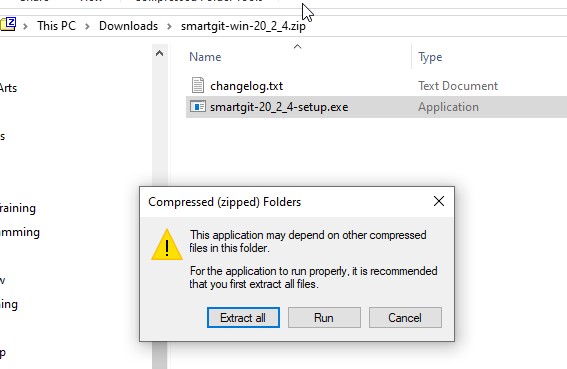 This PC > Downloads > smartgit-win-20_2_4.zip
Name Type
Arts
changelog.txt Text Document
smartgit-20_2_4-setup.exe Application
s
Compressed (zipped) Folders
This application may depend on other compressed
files in this folder.
raining
mming
For the application to run properly, it is recommended
that you first extract all files.
w
ning
Extract all Run Cancel
p